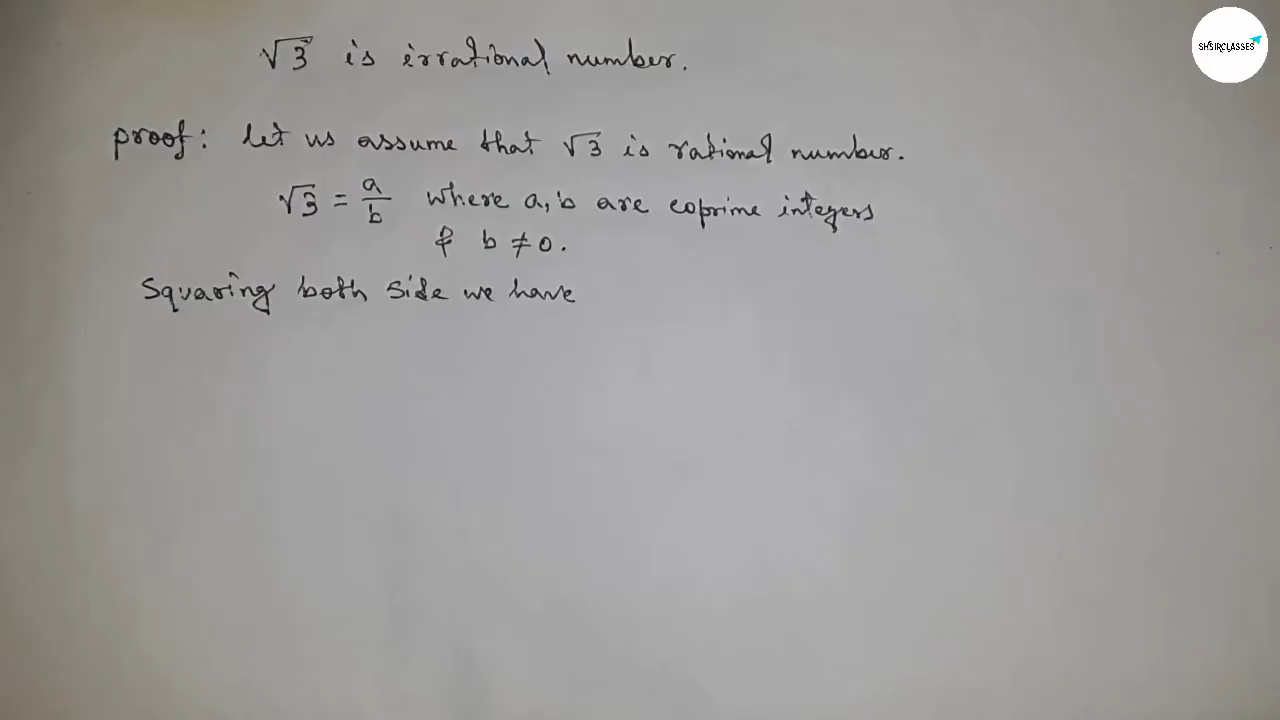 √3 is irrational number.
SHSIRCLASSES
proof: Let us assume that √3 is rational number.
√3 = a/b where a, b are coprime integers
& b ≠ 0.
Squaring both side we have